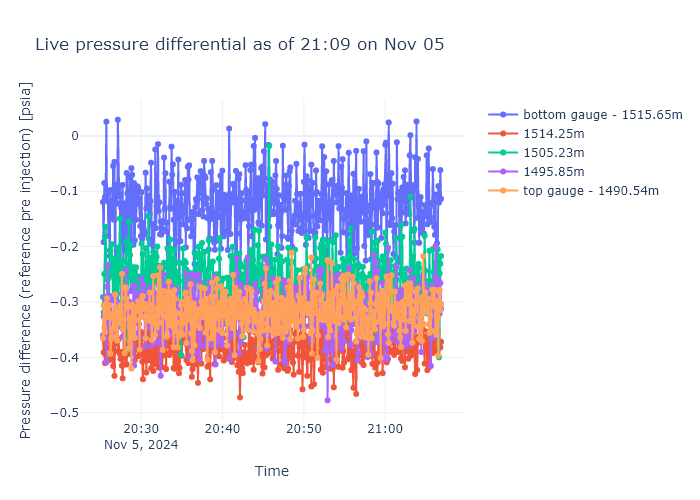 Live pressure differential as of 21:09 on Nov 05
Pressure difference (reference pre injection) [psia]
0
−0.1
−0.2
−0.3
−0.4
−0.5
20:30
20:40
20:50
21:00
Nov 5, 2024
Time
bottom gauge - 1515.65m
1514.25m
1505.23m
1495.85m
top gauge - 1490.54m